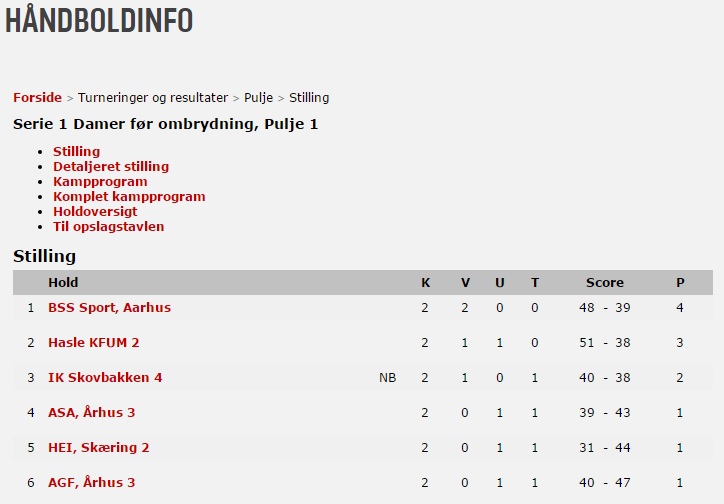 HÅNDBOLDINFO
Forside > Turneringer og resultater > Pulje > Stilling
Serie 1 Damer før ombrydning, Pulje 1
• Stilling
• Detaljeret stilling
• Kampprogram
• Komplet kampprogram
• Holdoversigt
• Til opslagstavlen
Stilling
Hold K V U T Score P
1 BSS Sport, Aarhus 2 2 0 0 48 - 39 4
2 Hasle KFUM 2 2 1 1 0 51 - 38 3
3 IK Skovbakken 4 NB 2 1 0 1 40 - 38 2
4 ASA, Århus 3 2 0 1 1 39 - 43 1
5 HEI, Skæring 2 2 0 1 1 31 - 44 1
6 AGF, Århus 3 2 0 1 1 40 - 47 1